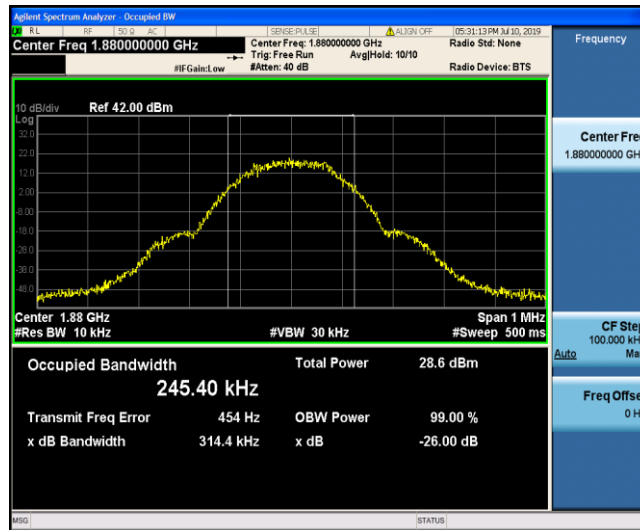 Agilent Spectrum Analyzer - Occupied BW
RL RF 50 Ω AC SENSE:PULSE ALIGN OFF 05:31:13 PM Jul 10, 2019
Center Freq 1.880000000 GHz
Center Freq: 1.880000000 GHz
Radio Std: None
Trig: Free Run Avg|Hold: 10/10
#IFGain:Low #Atten: 40 dB Radio Device: BTS
Frequency
10 dB/div Ref 42.00 dBm
Log
32.0
22.0
12.0
2.00
-8.00
-18.0
-28.0
-38.0
-48.0
Center 1.88 GHz Span 1 MHz
#Res BW 10 kHz #VBW 30 kHz #Sweep 500 ms
Occupied Bandwidth Total Power 28.6 dBm
245.40 kHz
Transmit Freq Error 454 Hz OBW Power 99.00 %
x dB Bandwidth 314.4 kHz x dB -26.00 dB
Center Fre
1.880000000 GH
CF Step
100.000 kH
Auto Ma
Freq Offse
0 H
MSG STATUS